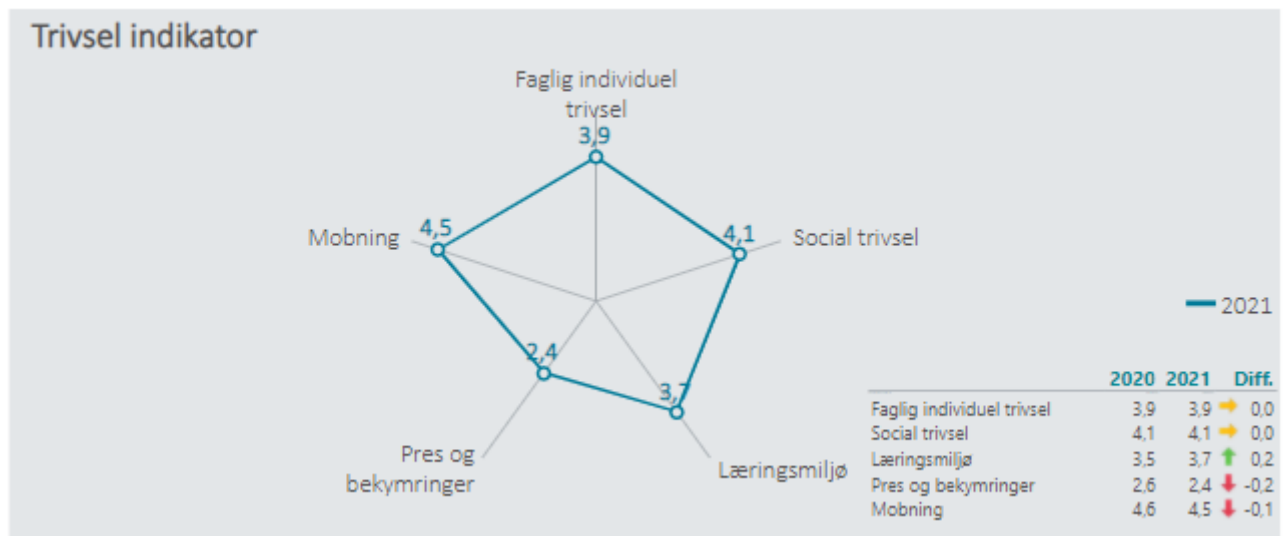 Trivsel indikator
Faglig individuel
trivsel
3,9
4,5
Mobning
4,1
Social trivsel
2021
2,4
3,7
Pres og
bekymringer
Læringsmiljø
2020 2021 Diff.
Faglig individuel trivsel 3,9 3,9 0,0
Social trivsel 4,1 4,1 0,0
Læringsmiljø 3,5 3,7 0,2
Pres og bekymringer 2,6 2,4 -0,2
Mobning 4,6 4,5 -0,1